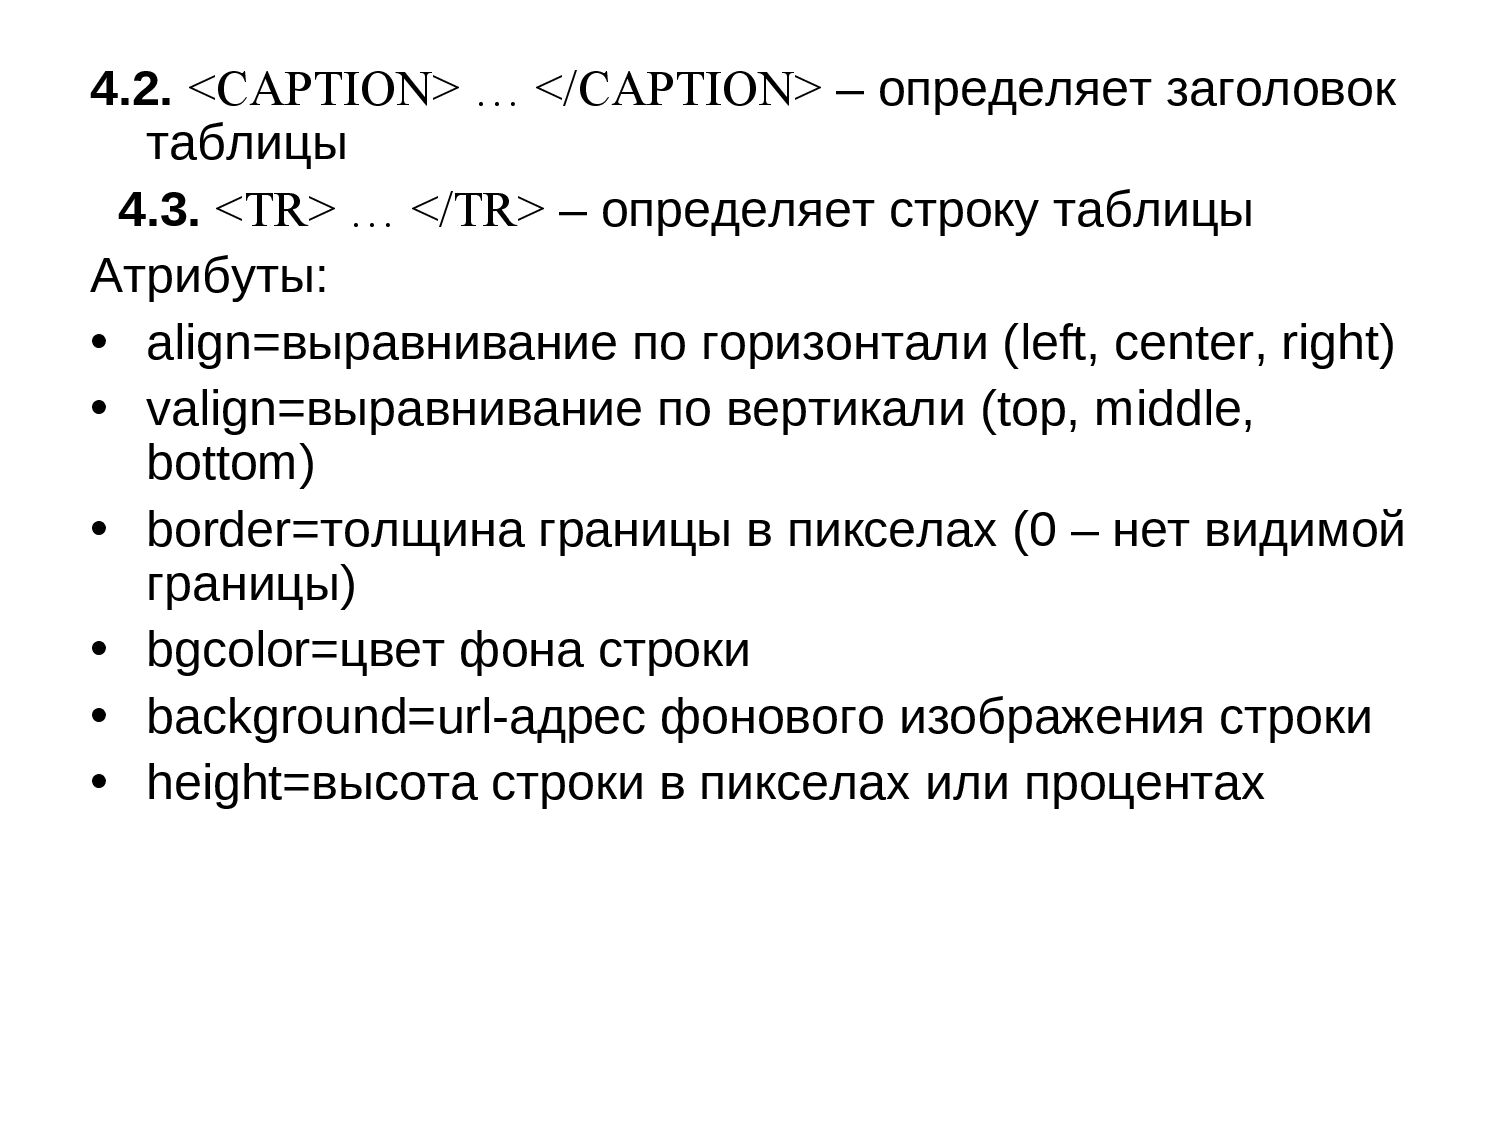 4.2. <CAPTION> … </CAPTION> – определяет заголовок
таблицы
4.3. <TR> … </TR> – определяет строку таблицы
Атрибуты:
• align=выравнивание по горизонтали (left, center, right)
• valign=выравнивание по вертикали (top, middle,
bottom)
• border=толщина границы в пикселах (0 – нет видимой
границы)
• bgcolor=цвет фона строки
• background=url-адрес фонового изображения строки
• height=высота строки в пикселах или процентах